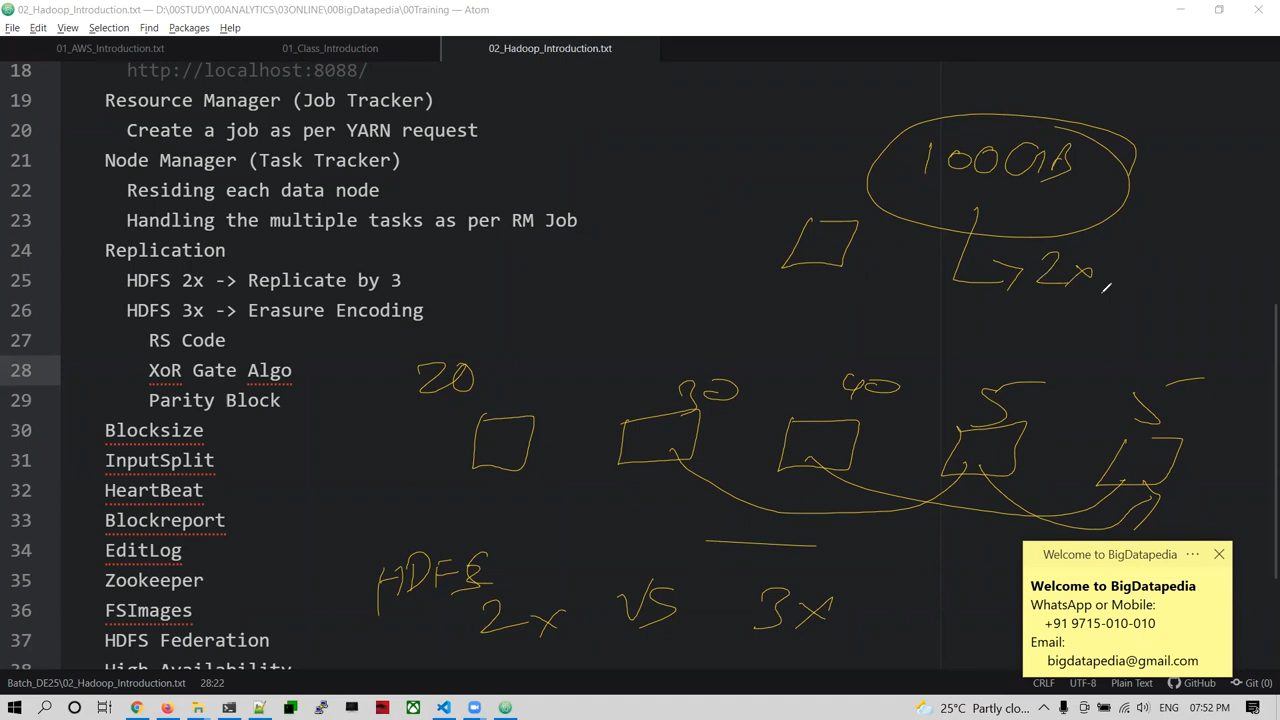 02_Hadoop_Introduction.txt — D:\00STUDY\00ANALYTICS\03ONLINE\00BigDatapedia\00Training — Atom
File Edit View Selection Find Packages Help
01_AWS_Introduction.txt 01_Class_Introduction 02_Hadoop_Introduction.txt
18 http://localhost:8088/
19 Resource Manager (Job Tracker)
20 Create a job as per YARN request
21 Node Manager (Task Tracker)
22 Residing each data node
23 Handling the multiple tasks as per RM Job
24 Replication
25 HDFS 2x -> Replicate by 3
26 HDFS 3x -> Erasure Encoding
27 RS Code
28 XoR Gate Algo
29 Parity Block
30 Blocksize
31 InputSplit
32 HeartBeat
33 Blockreport
34 EditLog
35 Zookeeper
36 FSImages
37 HDFS Federation
38 High Availability
100GB
2x
20 30 40 5 5
HDFS
2x vs 3x
Welcome to BigDatapedia
Welcome to BigDatapedia
WhatsApp or Mobile:
+91 9715-010-010
Email:
bigdatapedia@gmail.com
Batch_DE25\02_Hadoop_Introduction.txt 28:22 CRLF UTF-8 Plain Text GitHub Git (0)
25°C Partly clo... ENG 07:52 PM